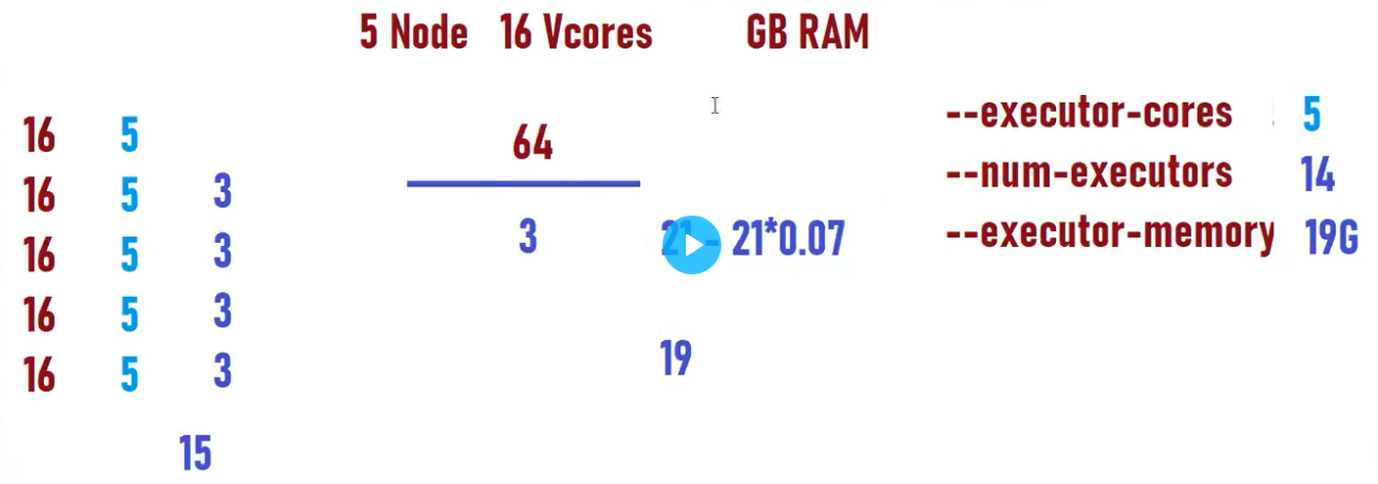 5 Node 16 Vcores GB RAM
16 5
16 5 3
16 5 3
16 5 3
16 5 3
15
64
3
21 - 21*0.07
19
--executor-cores 5
--num-executors 14
--executor-memory 19G